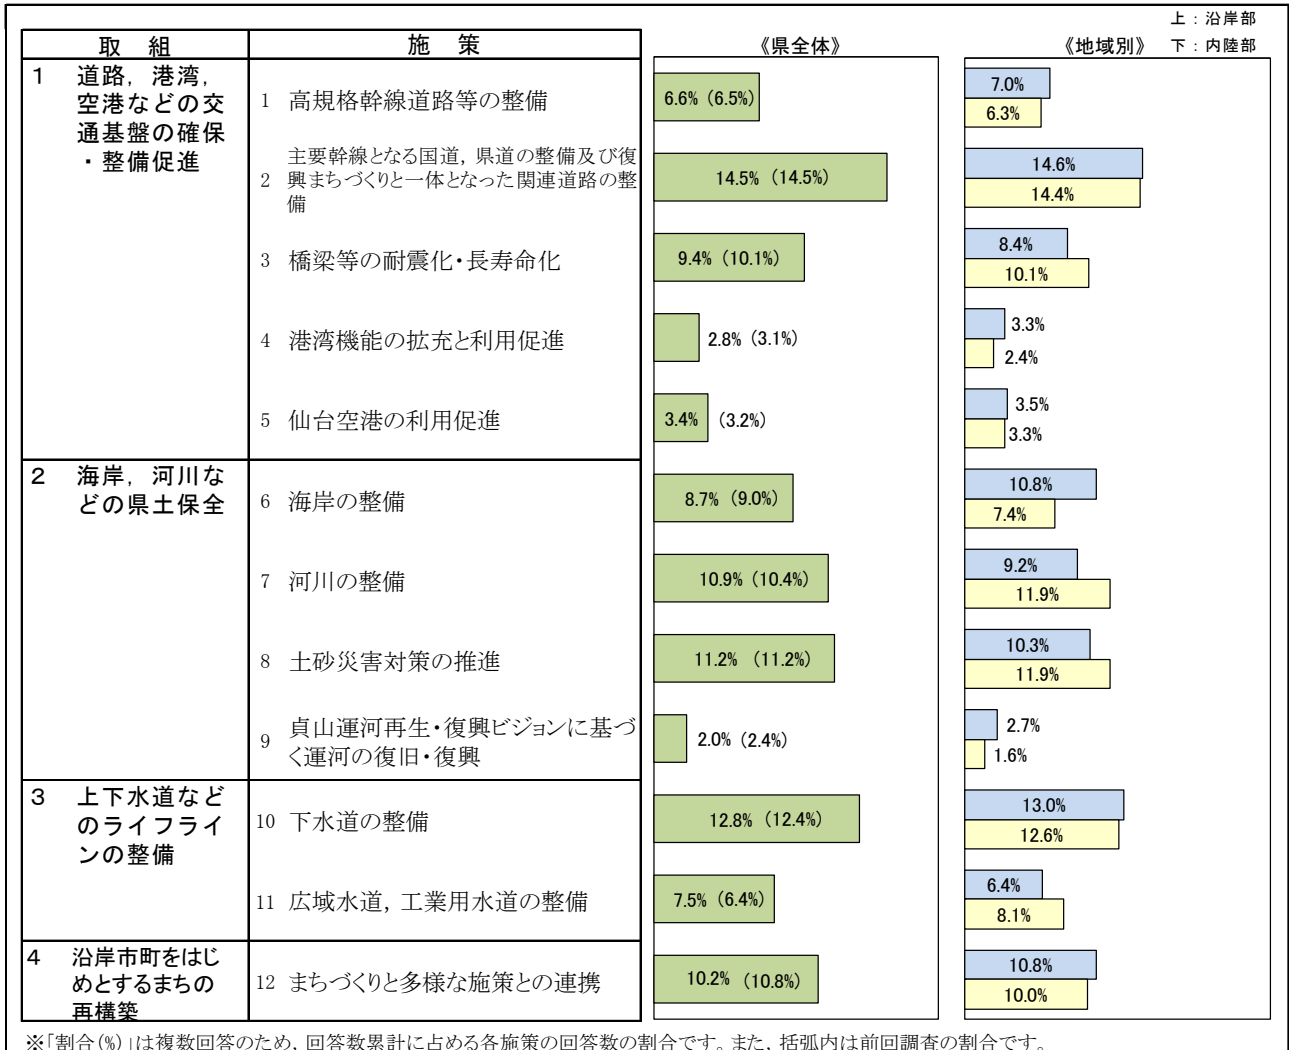 上：沿岸部
取　組　施　策　《県全体》　《地域別》　下：内陸部
1　道路，港湾，
空港などの交
通基盤の確保
・整備促進
1　高規格幹線道路等の整備　6.6% (6.5%)　7.0%
6.3%
主要幹線となる国道，県道の整備及び復
2　興まちづくりと一体となった関連道路の整
備
14.5% (14.5%)　14.6%
14.4%
3　橋梁等の耐震化・長寿命化　9.4% (10.1%)　8.4%
10.1%
4　港湾機能の拡充と利用促進　2.8% (3.1%)　3.3%
2.4%
5　仙台空港の利用促進　3.4% (3.2%)　3.5%
3.3%
2　海岸，河川な
どの県土保全
6　海岸の整備　8.7% (9.0%)　10.8%
7.4%
7　河川の整備　10.9% (10.4%)　9.2%
11.9%
8　土砂災害対策の推進　11.2% (11.2%)　10.3%
11.9%
9　貞山運河再生・復興ビジョンに基づ
く運河の復旧・復興
2.0% (2.4%)　2.7%
1.6%
3　上下水道など
のライフライ
ンの整備
10　下水道の整備　12.8% (12.4%)　13.0%
12.6%
11　広域水道，工業用水道の整備　7.5% (6.4%)　6.4%
8.1%
4　沿岸市町をはじ
めとするまちの
再構築
12　まちづくりと多様な施策との連携　10.2% (10.8%)　10.8%
10.0%
※「割合(%)」は複数回答のため，回答数累計に占める各施策の回答数の割合です。また，括弧内は前回調査の割合です。